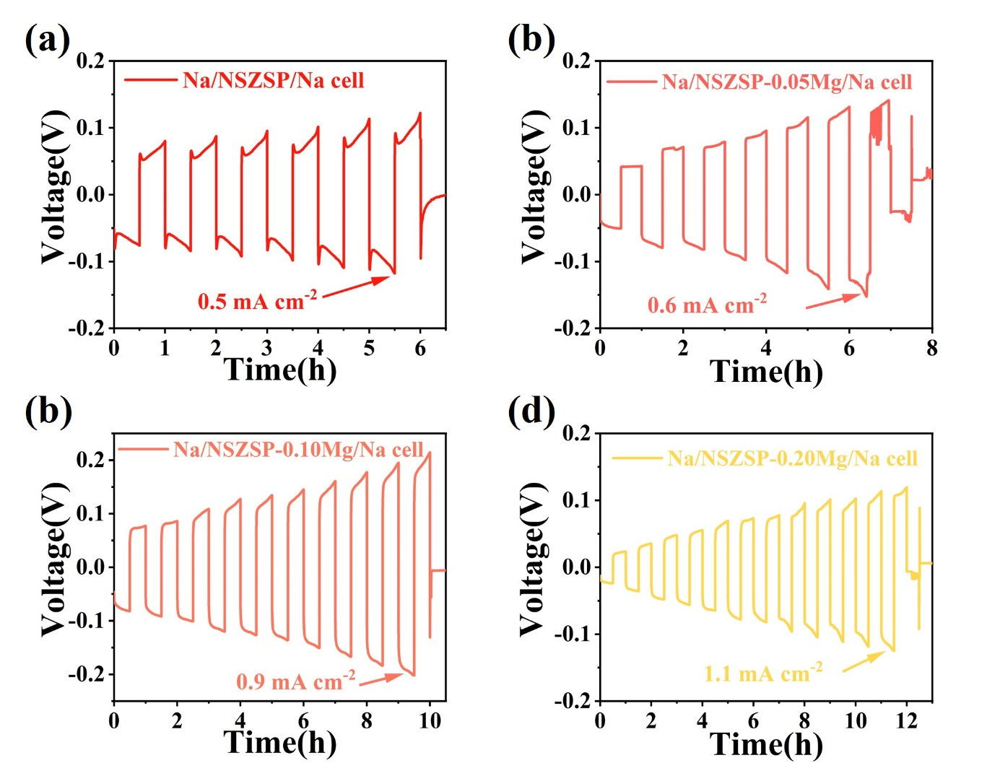 (a)
Na/NSZSP/Na cell
0.2
0.1
0.0
-0.1
-0.2
Voltage(V)
0.5 mA cm-2
0 1 2 3 4 5 6
Time(h)
(b)
Na/NSZSP-0.05Mg/Na cell
0.2
0.1
0.0
-0.1
-0.2
Voltage(V)
0.6 mA cm-2
0 2 4 6 8
Time(h)
(b)
Na/NSZSP-0.10Mg/Na cell
0.2
0.1
0.0
-0.1
-0.2
Voltage(V)
0.9 mA cm-2
0 2 4 6 8 10
Time(h)
(d)
Na/NSZSP-0.20Mg/Na cell
0.2
0.1
0.0
-0.1
-0.2
Voltage(V)
1.1 mA cm-2
0 2 4 6 8 10 12
Time(h)